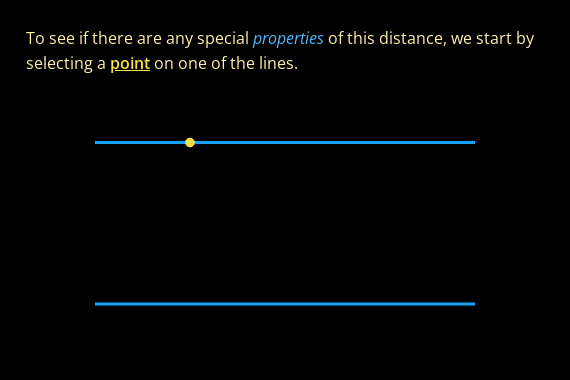 To see if there are any special properties of this distance, we start by
selecting a point on one of the lines.